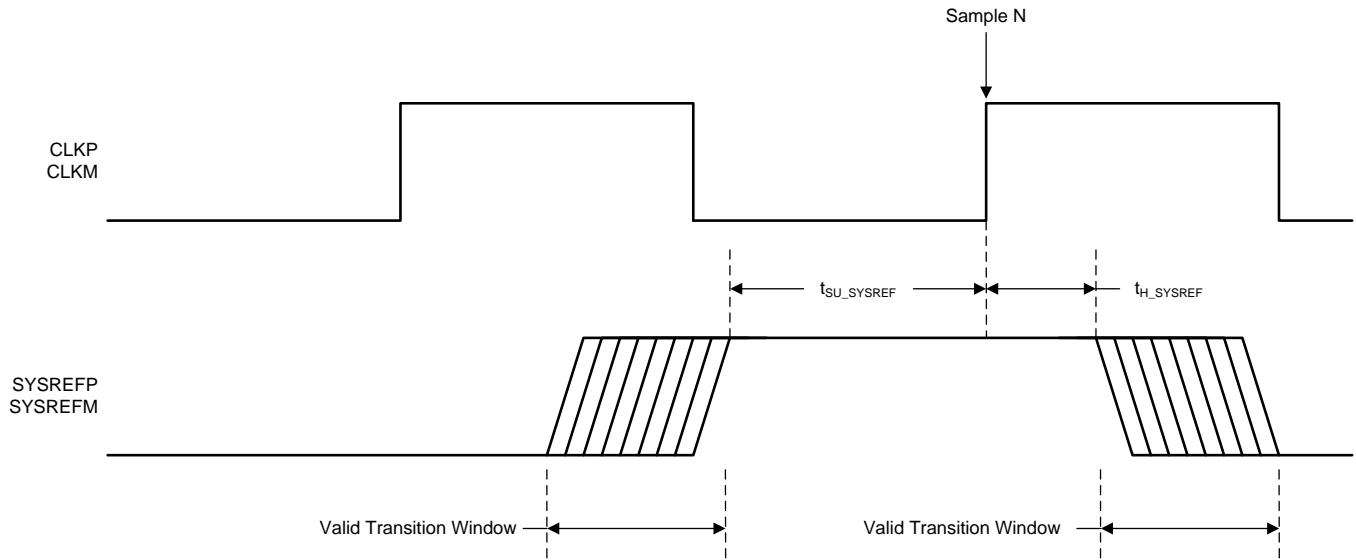 Sample N
CLKP
CLKM
tSU_SYSREF
tH_SYSREF
SYSREFP
SYSREFM
Valid Transition Window
Valid Transition Window